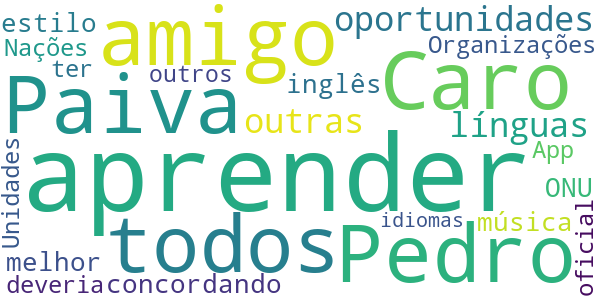 estilo amigo oportunidades
Nações Organizações
ter outros inglês Caro
Paiva outras línguas
aprender App
Unidades ONU
todos Pedro idiomas música oficial
melhor
deveria concordando